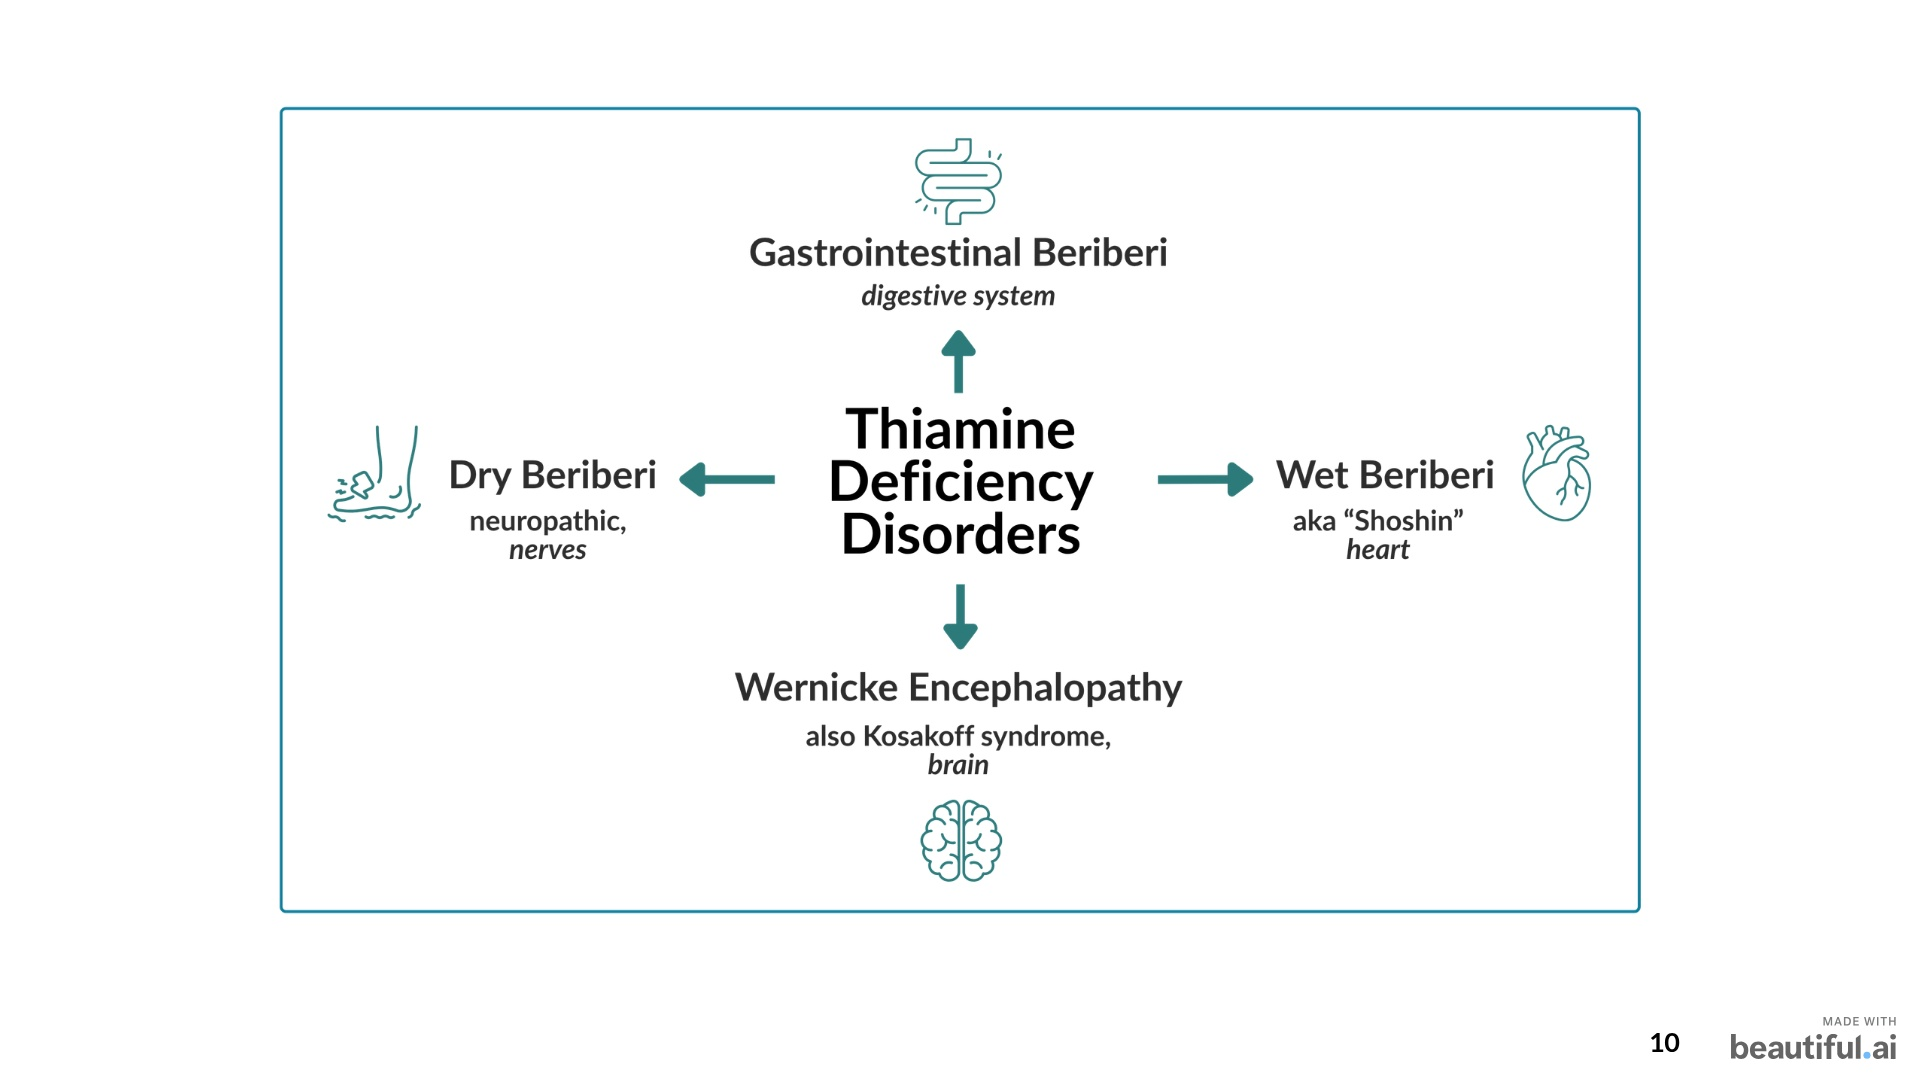 Gastrointestinal Beriberi
digestive system
Thiamine
Deficiency
Disorders
Dry Beriberi
neuropathic,
nerves
Wet Beriberi
aka “Shoshin”
heart
Wernicke Encephalopathy
also Kosakoff syndrome,
brain
10
MADE WITH
beautiful.ai